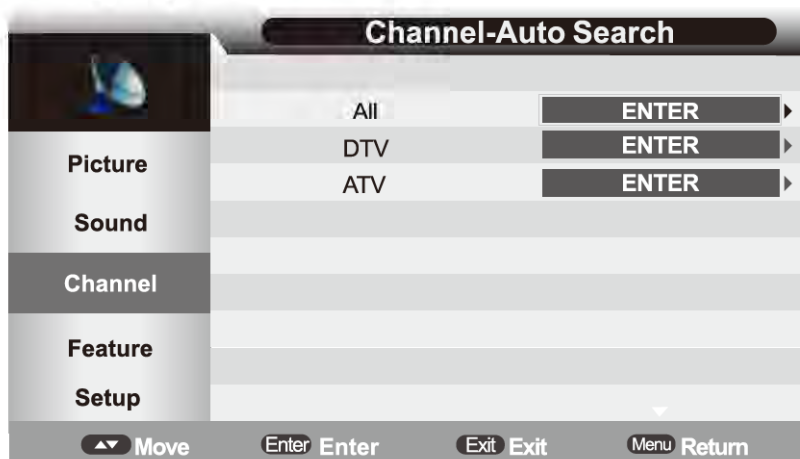 Channel-Auto Search
All ENTER
DTV ENTER
ATV ENTER
Picture
Sound
Channel
Feature
Setup
Move Enter Enter Exit Exit Menu Return